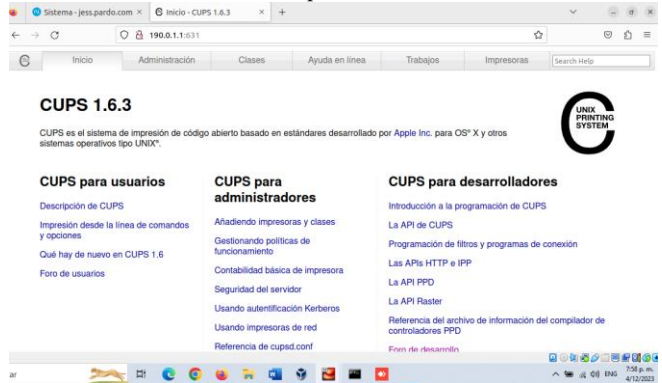 Sistema - jess.pardo.com
Inicio - CUPS 1.6.3
190.0.1.1:631
Inicio Administración Clases Ayuda en línea Trabajos Impresoras Search Help
CUPS 1.6.3
CUPS es el sistema de impresión de código abierto basado en estándares desarrollado por Apple Inc. para OS® X y otros
sistemas operativos tipo UNIX®.
UNIX
PRINTING
SYSTEM
CUPS para usuarios
Descripción de CUPS
Impresión desde la línea de comandos
y opciones
Qué hay de nuevo en CUPS 1.6
Foro de usuarios
CUPS para
administradores
Añadiendo impresoras y clases
Gestionando políticas de
funcionamiento
Contabilidad básica de impresora
Seguridad del servidor
Usando autentificación Kerberos
Usando impresoras de red
Referencia de cupsd.conf
CUPS para desarrolladores
Introducción a la programación de CUPS
La API de CUPS
Programación de filtros y programas de conexión
Las APIs HTTP e IPP
La API PPD
La API Raster
Referencia del archivo de información del compilador de
controladores PPD
Foro de desarrollo
ar
ENG
7:58 p. m.
4/12/2023